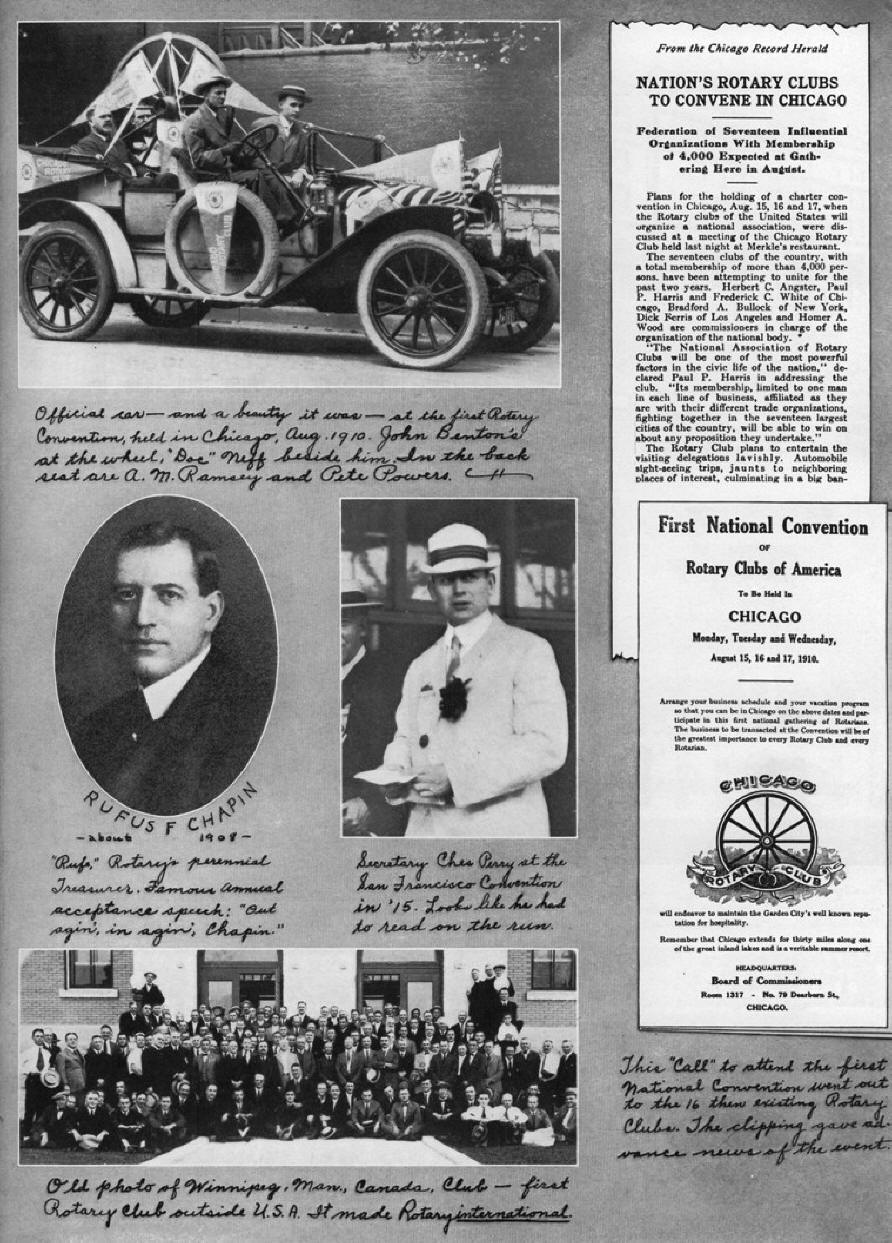 Official car — and a beauty it was — at the first Rotary
Convention, held in Chicago, Aug. 1910. John Benton's
at the wheel, "Doc" Neff beside him. In the back
seat are A. M. Ramsey and Pete Powers.
RUFUS F CHAPIN
- about 1908 -
"Rufe," Rotary's perennial
Treasurer. Famous Annual
acceptance speech: "Out
agin', in agin', Chapin."
Secretary Ches Perry at the
San Francisco Convention
in '15. Looks like he had
to read on the run.
Old photo of Winnipeg, Man., Canada, Club — first
Rotary Club outside U.S.A. It made Rotary international.
From the Chicago Record Herald
NATION'S ROTARY CLUBS
TO CONVENE IN CHICAGO
Federation of Seventeen Influential
Organizations With Membership
of 4,000 Expected at Gath-
ering Here in August.
Plans for the holding of a charter con-
vention in Chicago, Aug. 15, 16 and 17, when
the Rotary clubs of the United States will
organize a national association, were dis-
cussed at a meeting of the Chicago Rotary
Club held last night at Merkle's restaurant.
The seventeen clubs of the country, with
a total membership of more than 4,000 per-
sons, have been attempting to unite for the
past two years. Herbert C. Angster, Paul
P. Harris and Frederick C. White of Chi-
cago, Bradford A. Bullock of New York,
Dick Ferris of Los Angeles and Homer A.
Wood are commissioners in charge of the
organization of the national body.
"The National Association of Rotary
Clubs will be one of the most powerful
factors in the civic life of the nation," de-
clared Paul P. Harris in addressing the
club. "Its membership, limited to one man
in each line of business, affiliated as they
are with their different trade organizations,
fighting together in the seventeen largest
cities of the country, will be able to win on
about any proposition they undertake."
The Rotary Club plans to entertain the
visiting delegations lavishly. Automobile
sight-seeing trips, jaunts to neighboring
places of interest, culminating in a big ban-
First National Convention
OF
Rotary Clubs of America
To Be Held In
CHICAGO
Monday, Tuesday and Wednesday,
August 15, 16 and 17, 1910.
Arrange your business schedule and your vacation program
so that you can be in Chicago on the above dates and par-
ticipate in this first national gathering of Rotarians.
The business to be transacted at the Convention will be of
the greatest importance to every Rotary Club and every
Rotarian.
CHICAGO
ROTARY CLUB
will endeavor to maintain the Garden City's well known repu-
tation for hospitality.
Remember that Chicago extends for thirty miles along one
of the great inland lakes and is a veritable summer resort.
HEADQUARTERS:
Board of Commissioners
Room 1317 - No. 79 Dearborn St.,
CHICAGO.
This "Call" to attend the first
National Convention went out
to the 16 then existing Rotary
Clubs. The clipping gave ad-
vance news of the event.